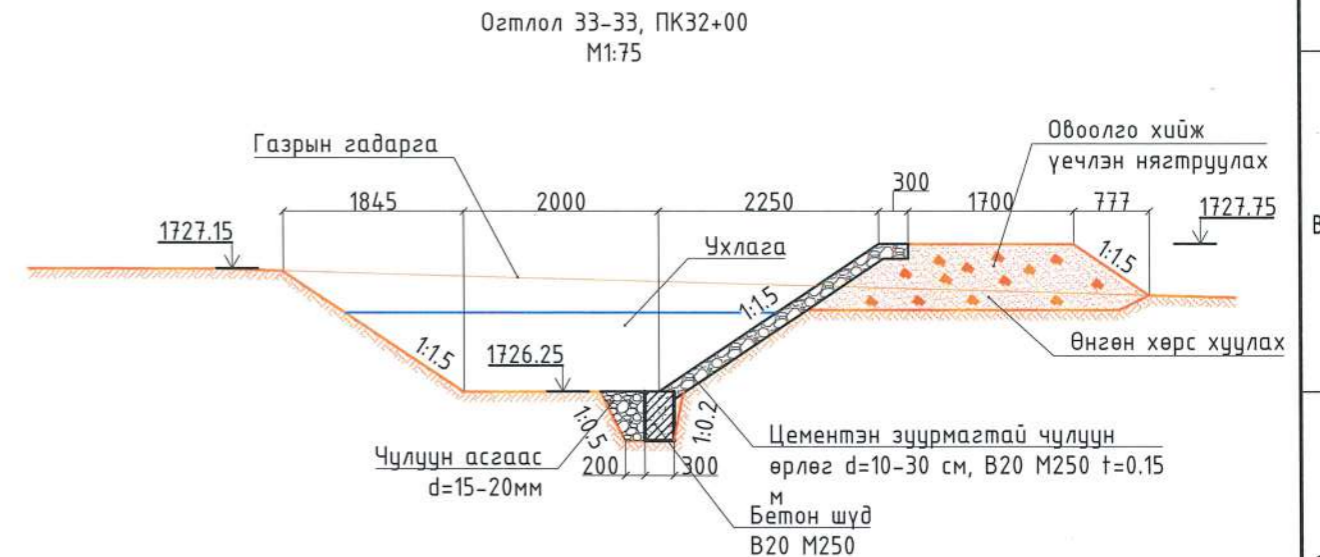 Огтлол 33-33, ПК32+00
М1:75
Газрын гадарга
Овоолго хийж
үечлэн нягтруулах
300
1845
2000
2250
1700
777
1727.75
1727.15
Ухлага
1:1.5
1:1.5
1:1.5
1726.25
Өнгөн хөрс хуулах
1:0.5
1:0.2
Чулуун асгаас
d=15-20мм
200
300
Цементэн зуурмагтай чулуун
өрлөг d=10-30 см, В20 М250 t=0.15
м
Бетон шүд
В20 М250
В